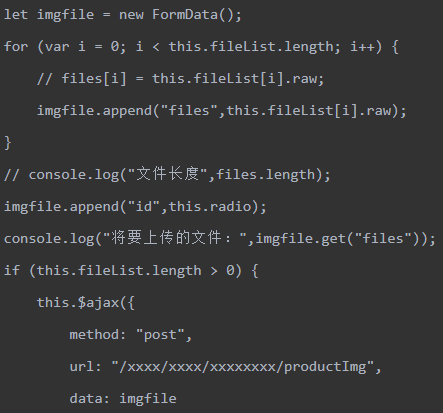 let imgfile = new FormData();
for (var i = 0; i < this.fileList.length; i++) {
    // files[i] = this.fileList[i].raw;
    imgfile.append("files",this.fileList[i].raw);
}
// console.log("文件长度",files.length);
imgfile.append("id",this.radio);
console.log("将要上传的文件：",imgfile.get("files"));
if (this.fileList.length > 0) {
    this.$ajax({
        method: "post",
        url: "/xxxx/xxxx/xxxxxxxx/productImg",
        data: imgfile